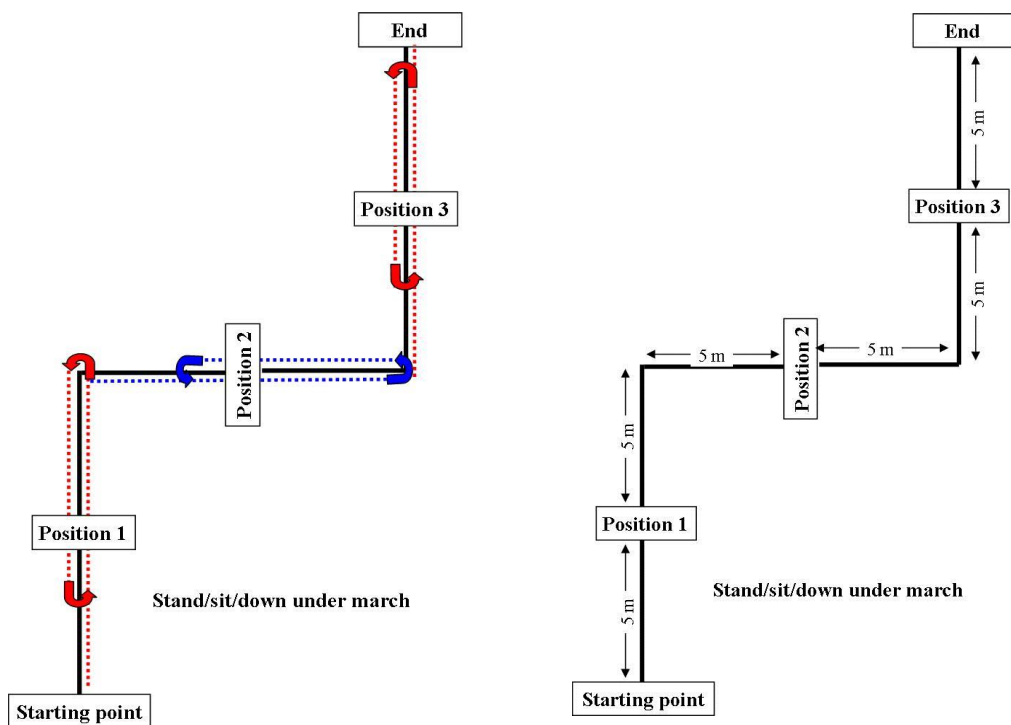 End
Position 3
Position 2
Position 1
Stand/sit/down under march
Starting point
End
5 m
Position 3
5 m
5 m
Position 2
5 m
5 m
Position 1
5 m
Stand/sit/down under march
Starting point